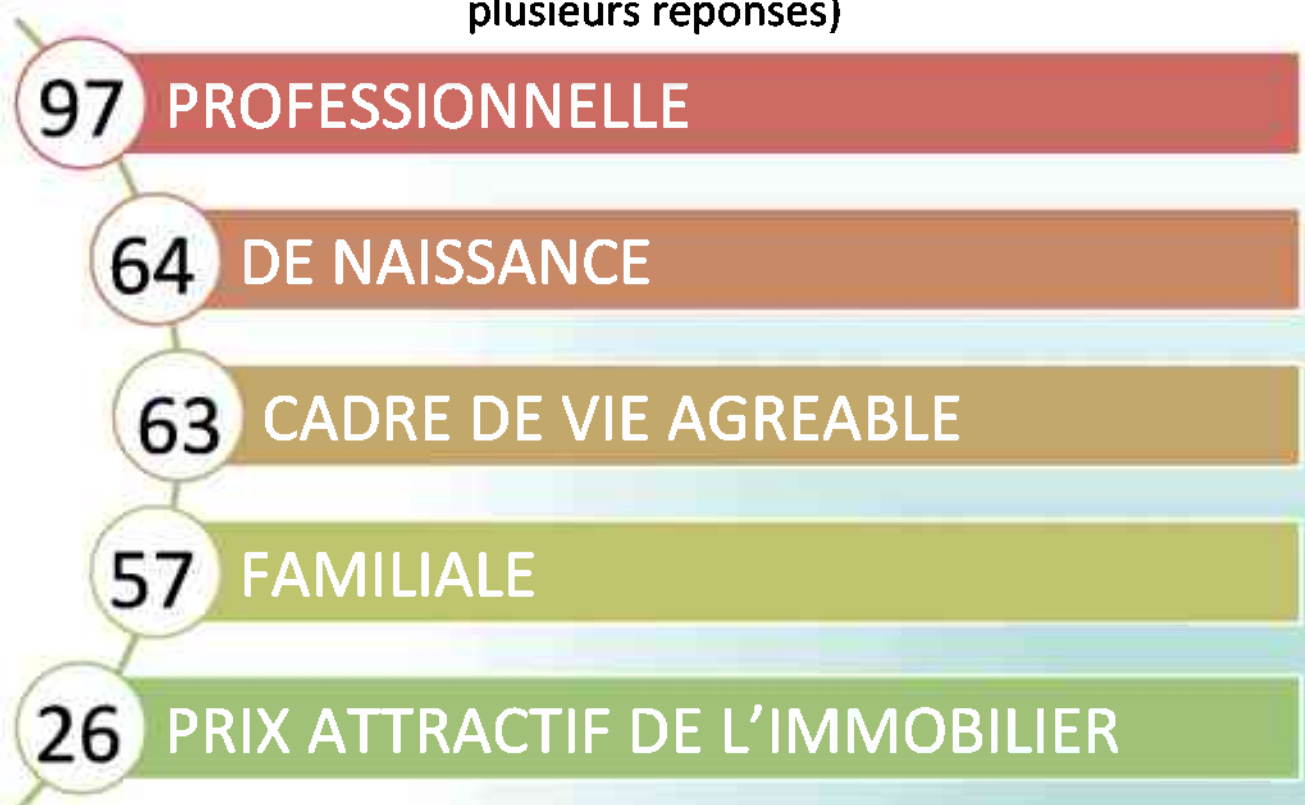 plusieurs réponses)
97 PROFESSIONNELLE
64 DE NAISSANCE
63 CADRE DE VIE AGREABLE
57 FAMILIALE
26 PRIX ATTRACTIF DE L’IMMOBILIER